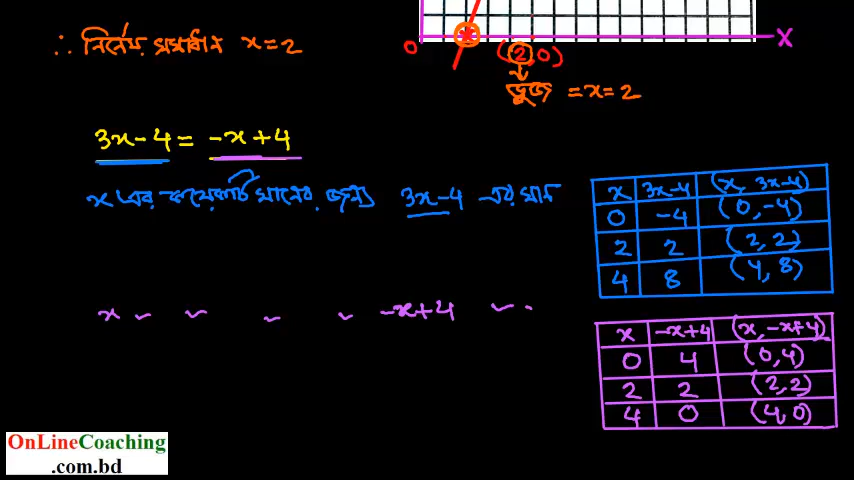 ∴ নির্ণেয় সমাধান x=2
0
X
(2,0)
↓
ভুজ = x=2
3x-4 = -x+4
x এর কয়েকটি মানের জন্য 3x-4 এর মান
x 3x-4 (x, 3x-4)
0 -4 (0,-4)
2 2 (2, 2)
4 8 (4, 8)
x " " " " -x+4 " "
x -x+4 (x, -x+4)
0 4 (0,4)
2 2 (2,2)
4 0 (4,0)
OnLineCoaching
.com.bd